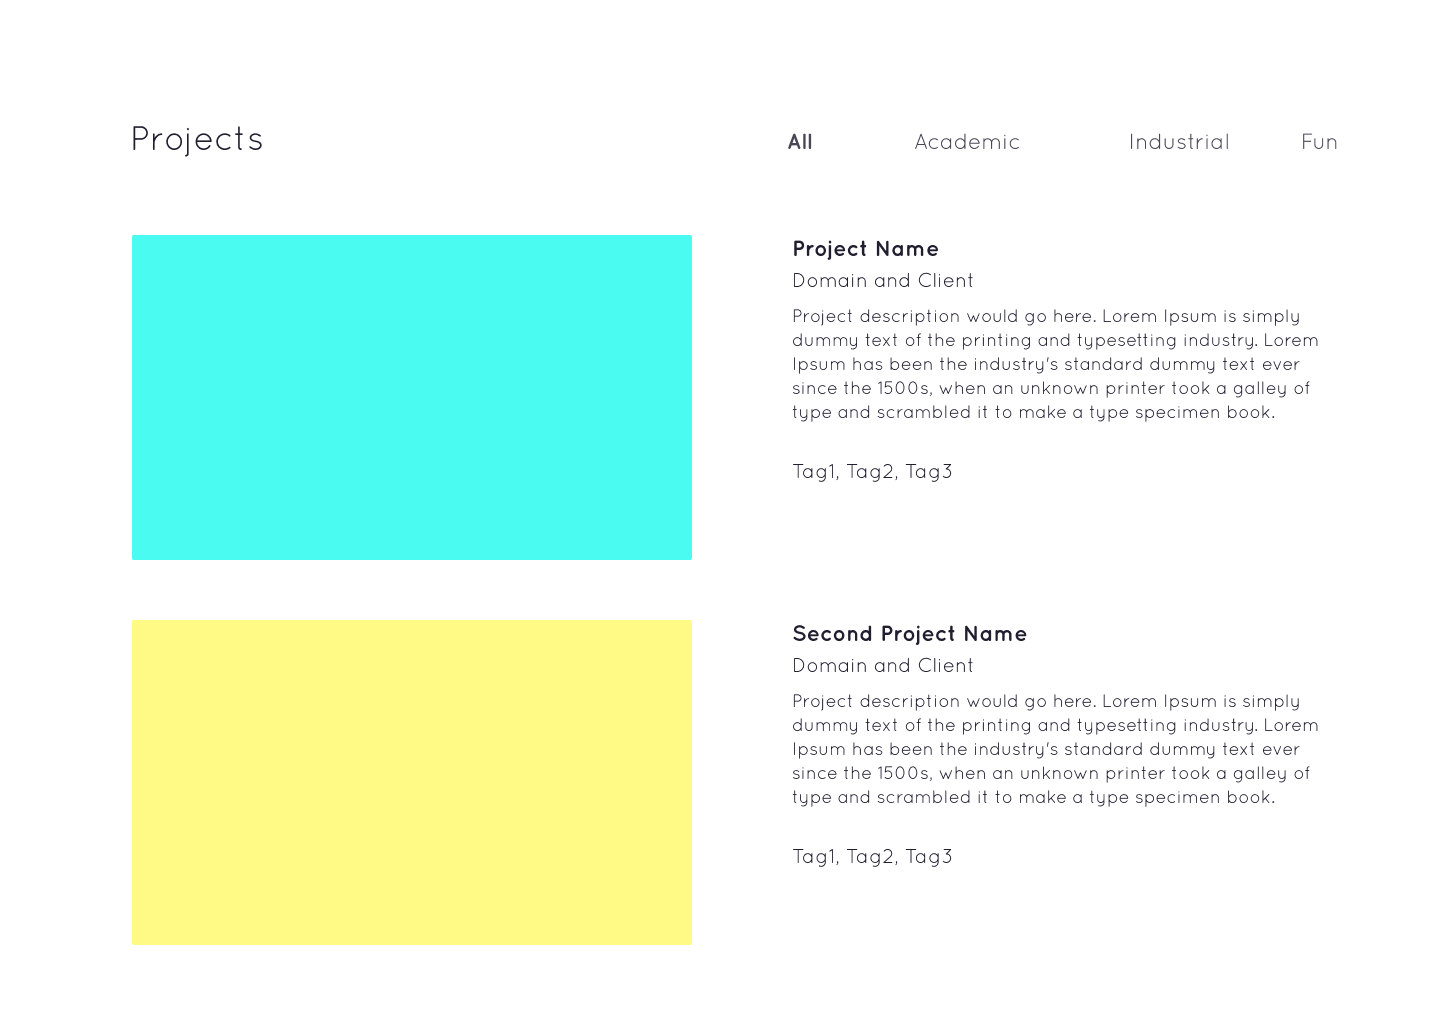 Projects
All
Academic
Industrial
Fun
Project Name
Domain and Client
Project description would go here. Lorem Ipsum is simply
dummy text of the printing and typesetting industry. Lorem
Ipsum has been the industry's standard dummy text ever
since the 1500s, when an unknown printer took a galley of
type and scrambled it to make a type specimen book.
Tag1, Tag2, Tag3
Second Project Name
Domain and Client
Project description would go here. Lorem Ipsum is simply
dummy text of the printing and typesetting industry. Lorem
Ipsum has been the industry's standard dummy text ever
since the 1500s, when an unknown printer took a galley of
type and scrambled it to make a type specimen book.
Tag1, Tag2, Tag3